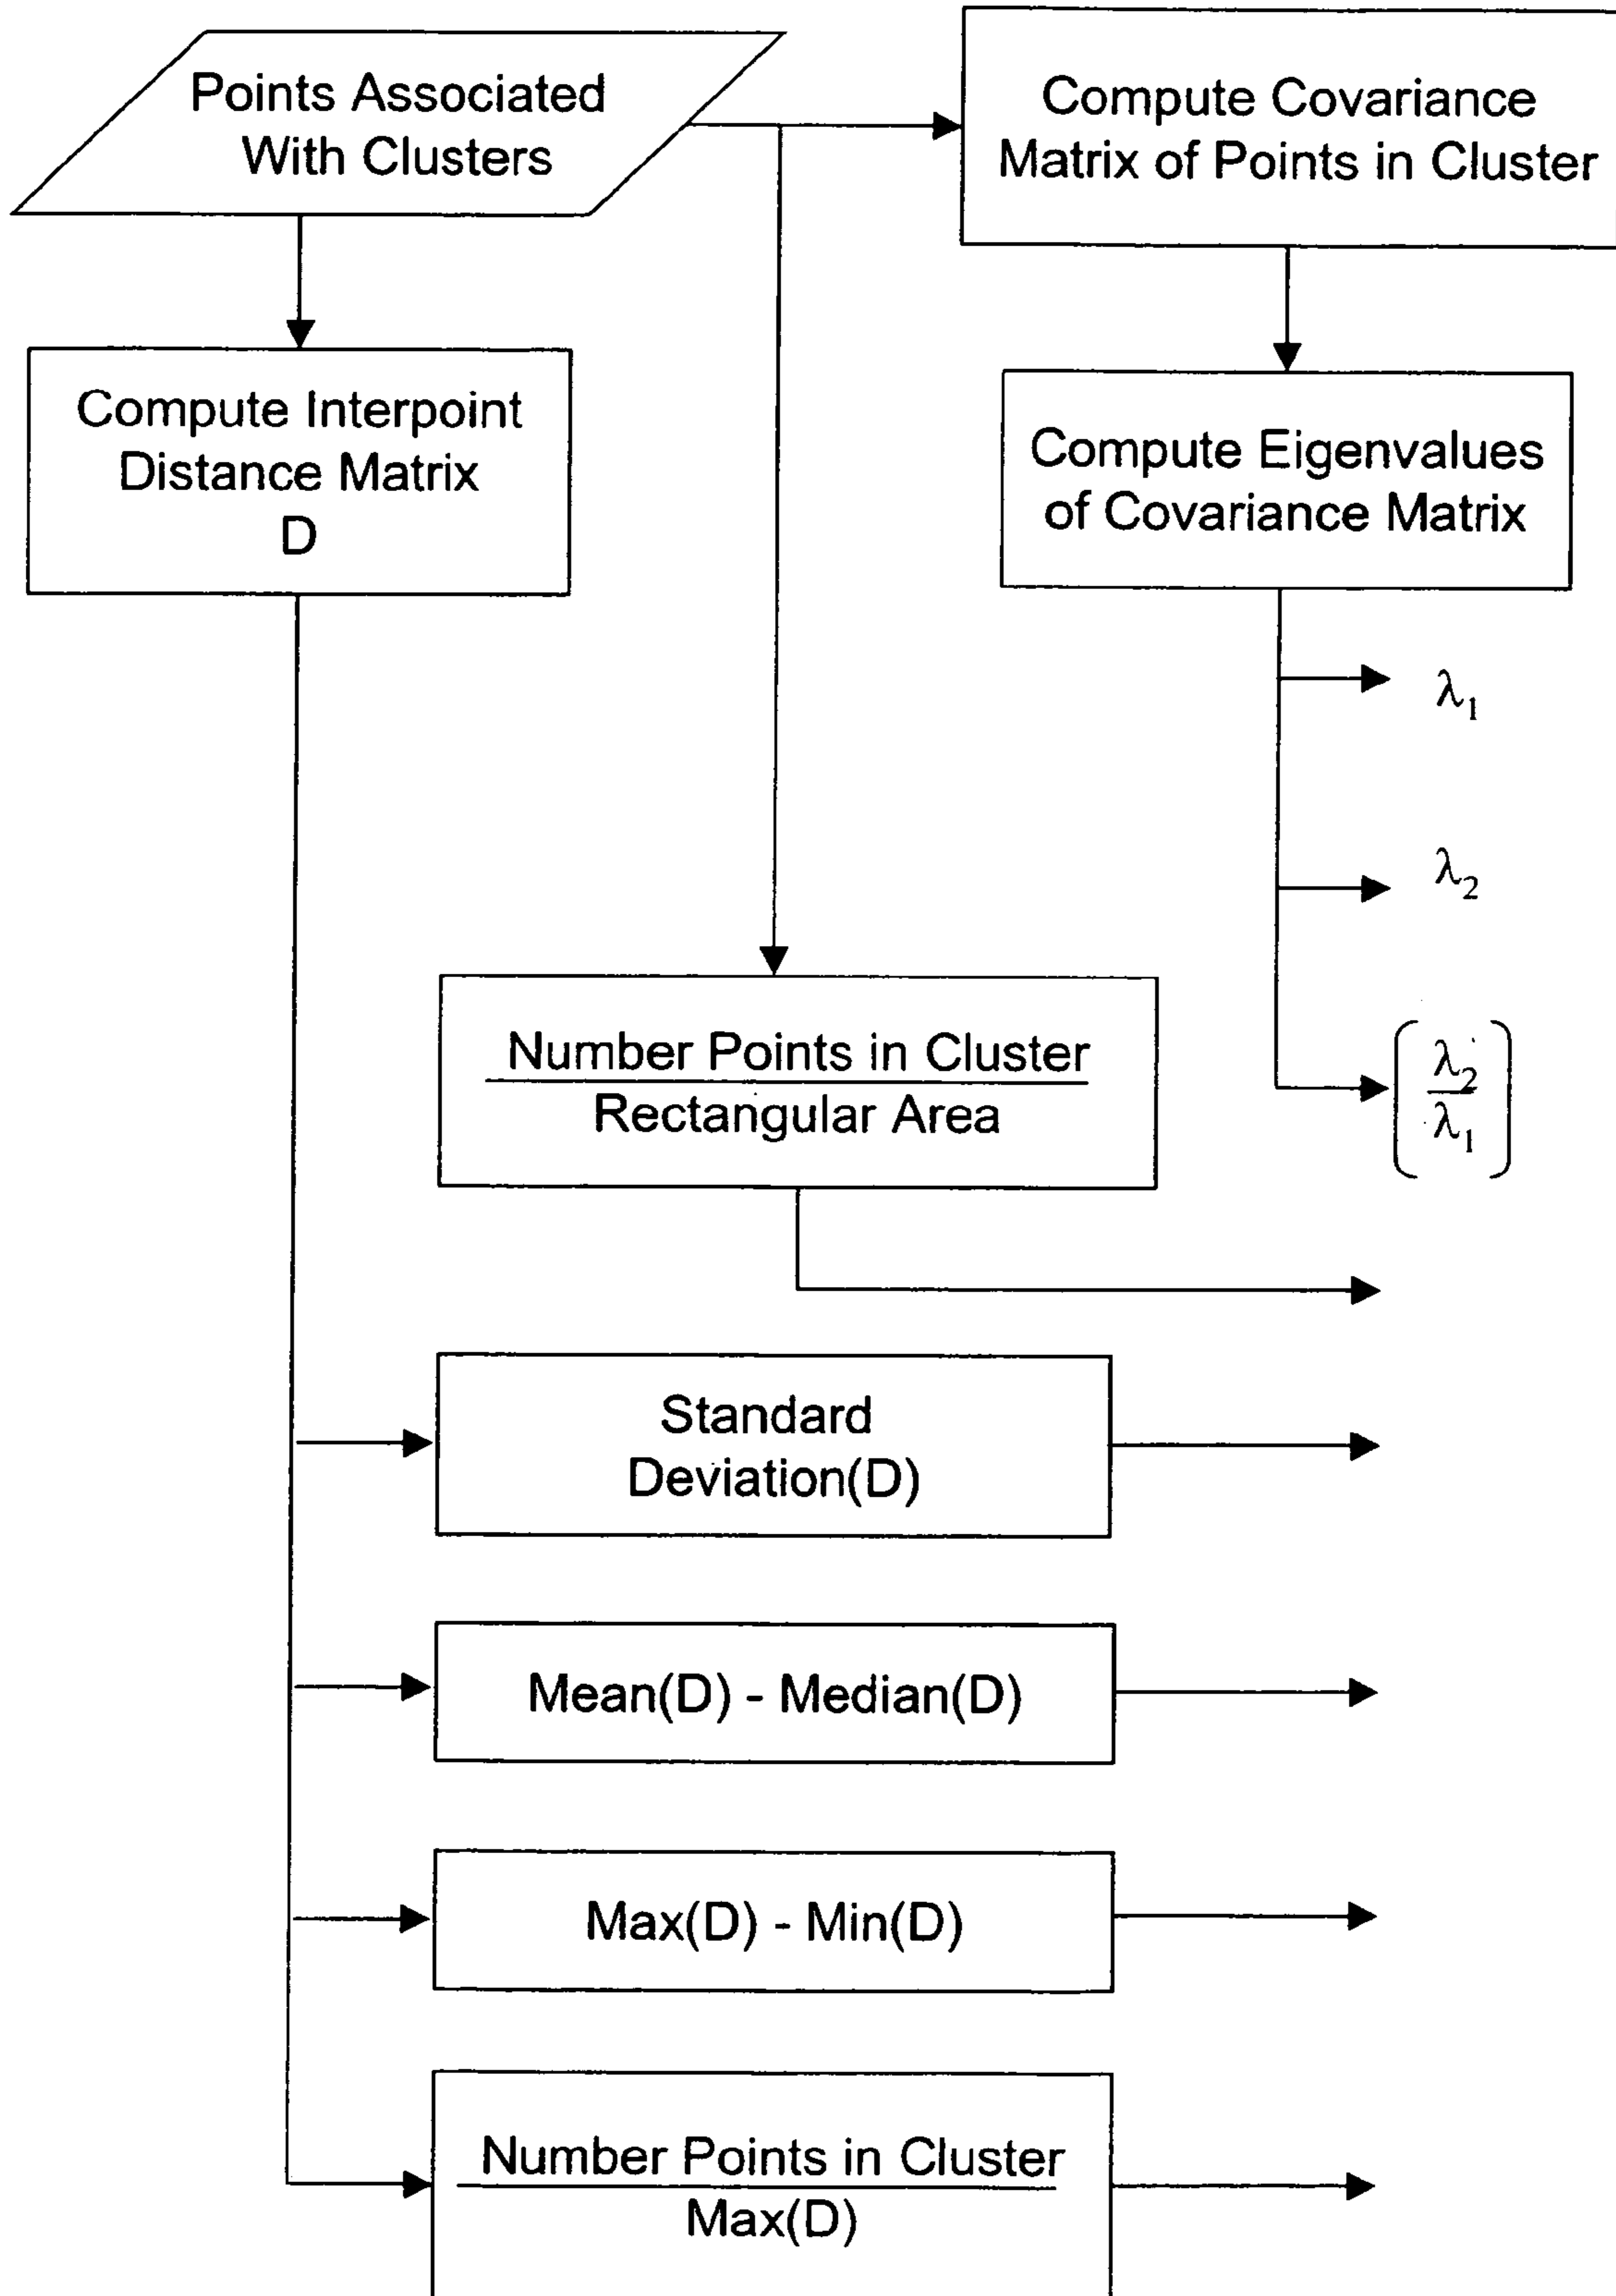 Points Associated
With Clusters
Compute Covariance
Matrix of Points in Cluster
Compute Interpoint
Distance Matrix
D
Compute Eigenvalues
of Covariance Matrix
λ1
λ2
λ2
λ1
Number Points in Cluster
Rectangular Area
Standard
Deviation(D)
Mean(D) - Median(D)
Max(D) - Min(D)
Number Points in Cluster
Max(D)